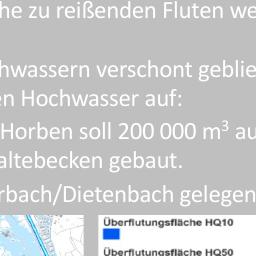 he zu reißenden Fluten we
hwassern verschont geblie
en Hochwasser auf:
Horben soll 200 000 m³ au
altebecken gebaut.
rbach/Dietenbach gelegen
Überflutungsfläche HQ10
Überflutungsfläche HQ50